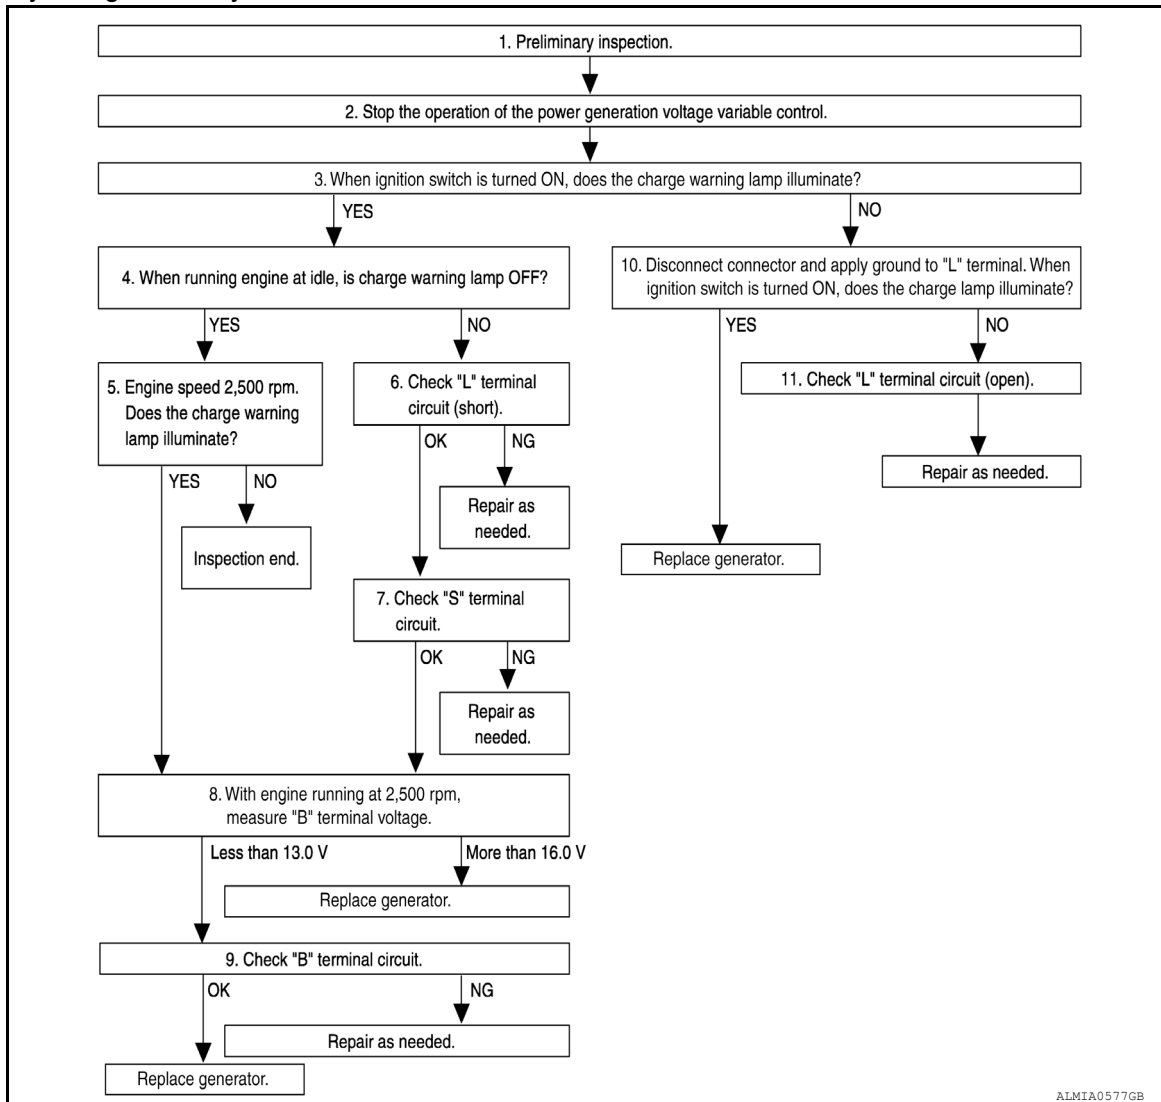 1. Preliminary inspection.
2. Stop the operation of the power generation voltage variable control.
3. When ignition switch is turned ON, does the charge warning lamp illuminate?
YES
NO
4. When running engine at idle, is charge warning lamp OFF?
10. Disconnect connector and apply ground to "L" terminal. When
ignition switch is turned ON, does the charge lamp illuminate?
YES
NO
YES
NO
5. Engine speed 2,500 rpm.
Does the charge warning
lamp illuminate?
6. Check "L" terminal
circuit (short).
11. Check "L" terminal circuit (open).
OK
NG
YES
NO
Repair as needed.
Repair as
needed.
Inspection end.
Replace generator.
7. Check "S" terminal
circuit.
OK
NG
Repair as
needed.
8. With engine running at 2,500 rpm,
measure "B" terminal voltage.
Less than 13.0 V
More than 16.0 V
Replace generator.
9. Check "B" terminal circuit.
OK
NG
Repair as needed.
Replace generator.
ALMIA0577GB